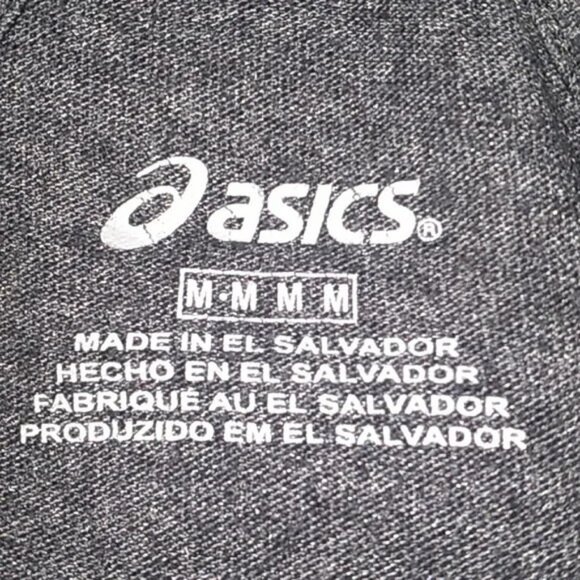 asics®
M·M M M
MADE IN EL SALVADOR
HECHO EN EL SALVADOR
FABRIQUÉ AU EL SALVADOR
PRODUZIDO EM EL SALVADOR